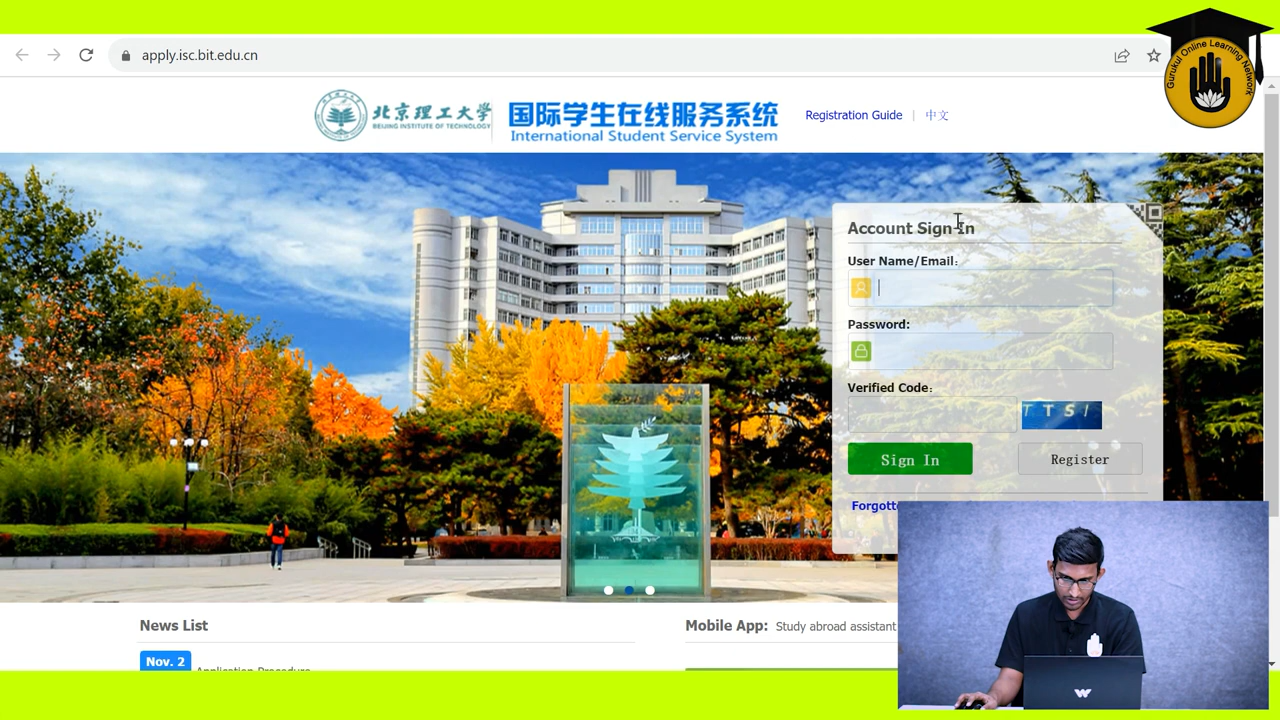 apply.isc.bit.edu.cn
Gurukul Online Learning Network
北京理工大学
BEIJING INSTITUTE OF TECHNOLOGY
国际学生在线服务系统
International Student Service System
Registration Guide | 中文
Account Sign In
User Name/Email:
Password:
Verified Code:
T T S I
Sign In
Register
Forgotte
News List
Mobile App: Study abroad assistant
Nov. 2
Application Procedure
W